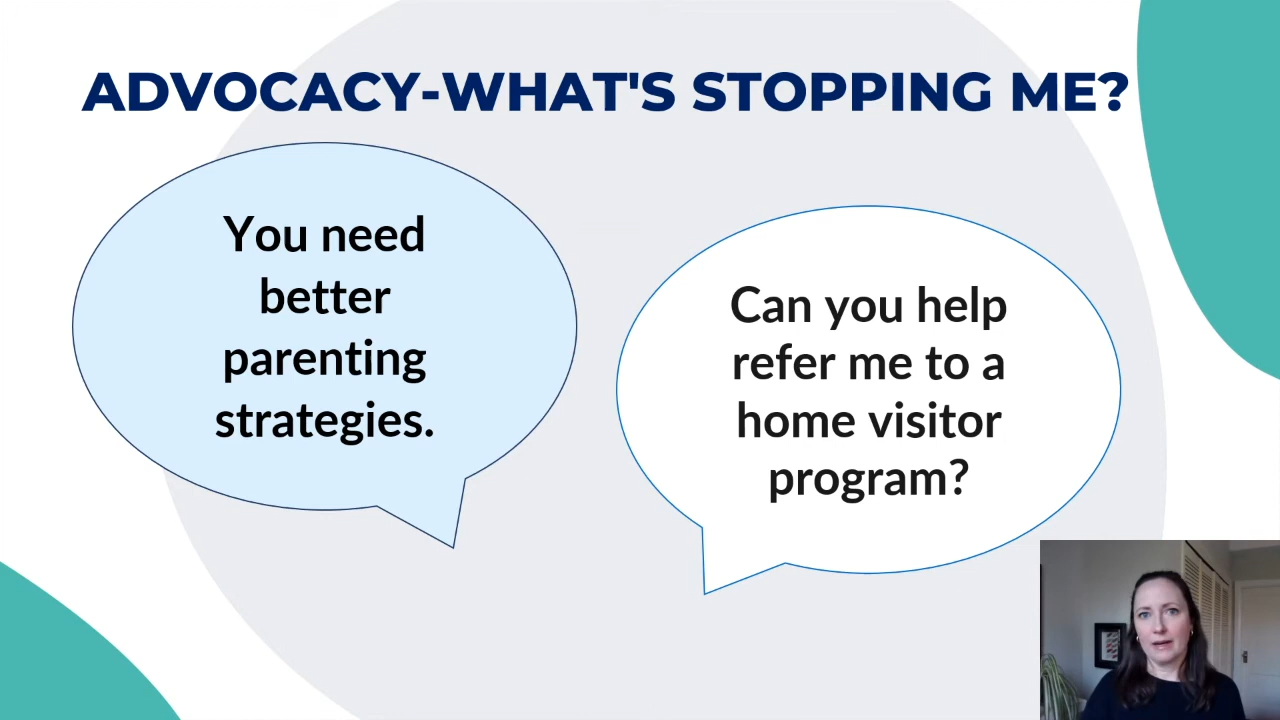 ADVOCACY-WHAT'S STOPPING ME?
You need
better
parenting
strategies.
Can you help
refer me to a
home visitor
program?